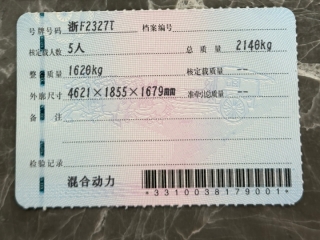 号牌号码 浙F2327T 档案编号
核定载人数 5人 总质量 2140kg
整备质量 1620kg 核定载质量 --
外廓尺寸 4621×1855×1679mm 准牵引总质量 --
备注
检验记录
混合动力
*3310038179001*